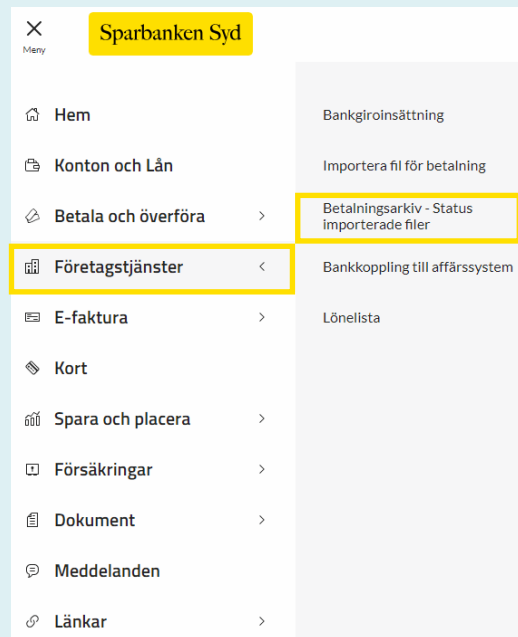 Meny
Sparbanken Syd
Hem
Konton och Lån
Betala och överföra
Företagstjänster
E-faktura
Kort
Spara och placera
Försäkringar
Dokument
Meddelanden
Länkar
Bankgiroinsättning
Importera fil för betalning
Betalningsarkiv - Status
importerade filer
Bankkoppling till affärssystem
Lönelista